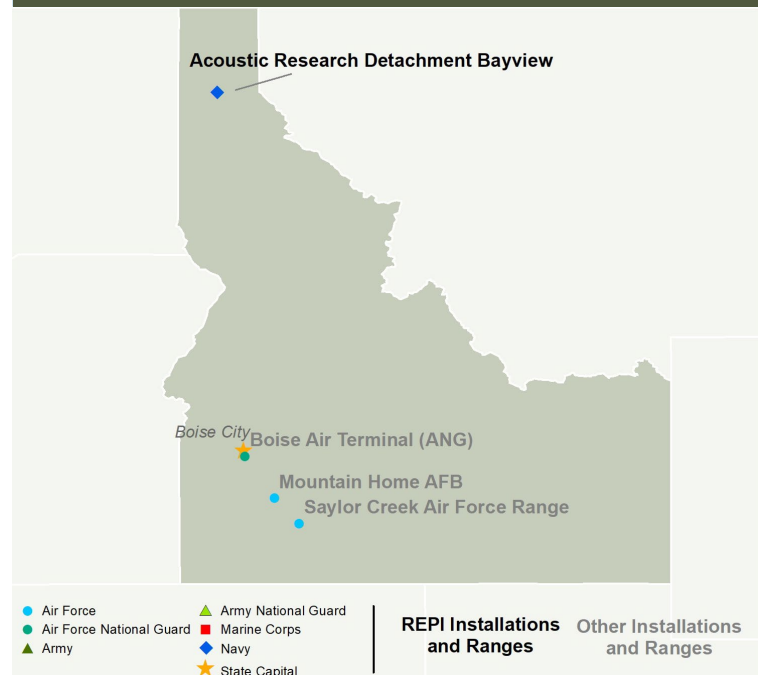 Acoustic Research Detachment Bayview
Boise City
Boise Air Terminal (ANG)
Mountain Home AFB
Saylor Creek Air Force Range
Air Force
Air Force National Guard
Army
Army National Guard
Marine Corps
Navy
State Capital
REPI Installations
and Ranges
Other Installations
and Ranges